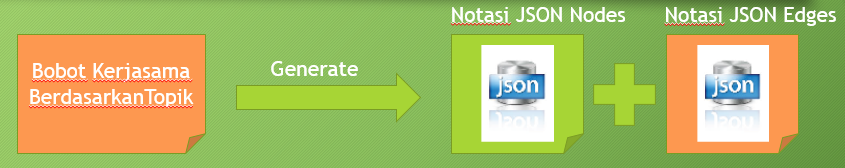 Notasi JSON Nodes
Notasi JSON Edges
Bobot Kerjasama
BerdasarkanTopik
Generate
json
json